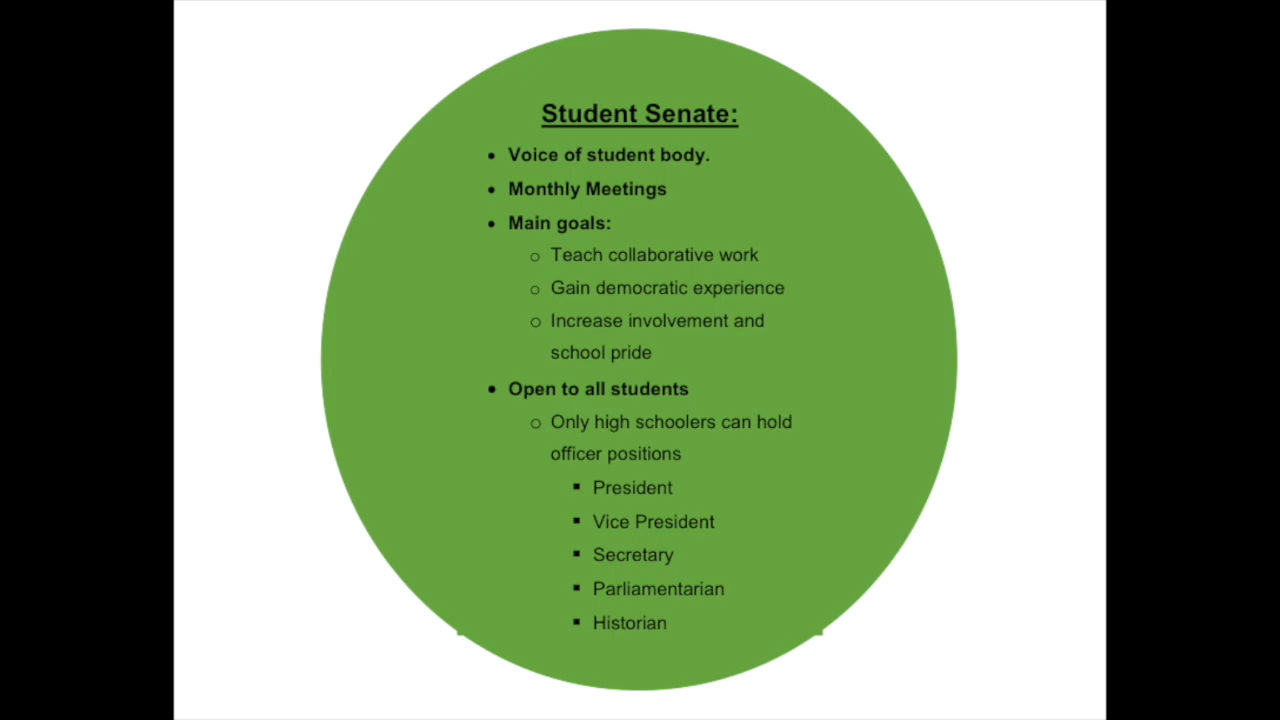 Student Senate:
• Voice of student body.
• Monthly Meetings
• Main goals:
o Teach collaborative work
o Gain democratic experience
o Increase involvement and
school pride
• Open to all students
o Only high schoolers can hold
officer positions
▪ President
▪ Vice President
▪ Secretary
▪ Parliamentarian
▪ Historian